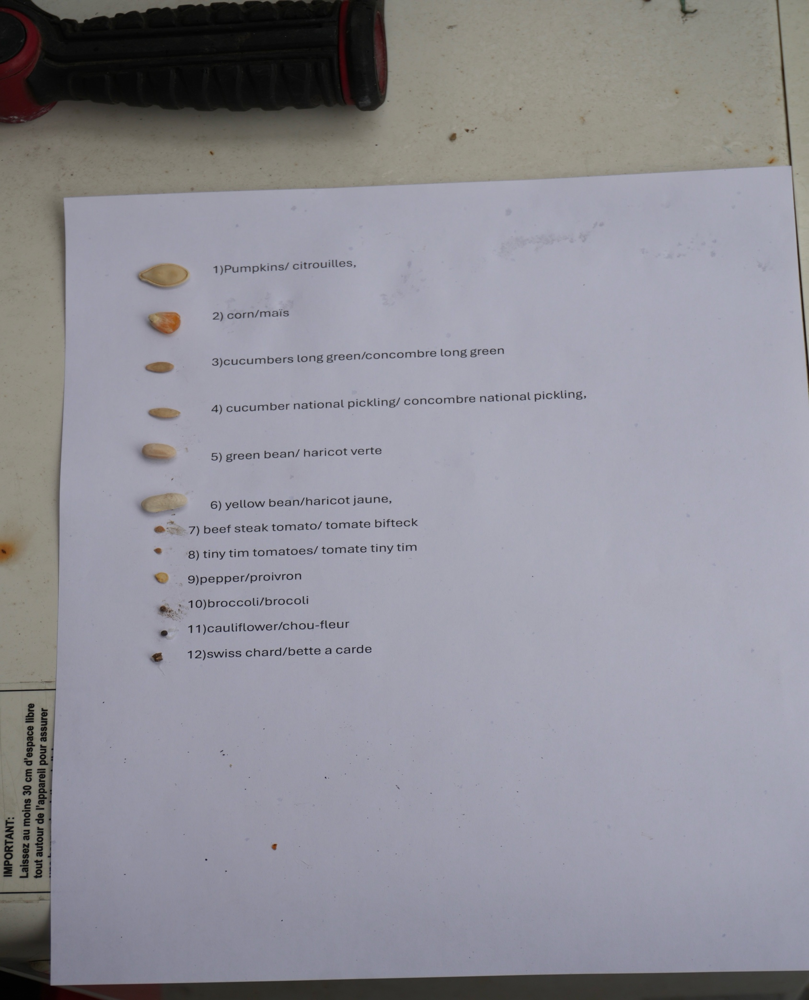 1)Pumpkins/ citrouilles,
2) corn/maïs
3)cucumbers long green/concombre long green
4) cucumber national pickling/ concombre national pickling,
5) green bean/ haricot verte
6) yellow bean/haricot jaune,
7) beef steak tomato/ tomate bifteck
8) tiny tim tomatoes/ tomate tiny tim
9)pepper/proivron
10)broccoli/brocoli
11)cauliflower/chou-fleur
12)swiss chard/bette a carde
IMPORTANT:
Laissez au moins 30 cm d'espace libre
tout autour de l'appareil pour assurer